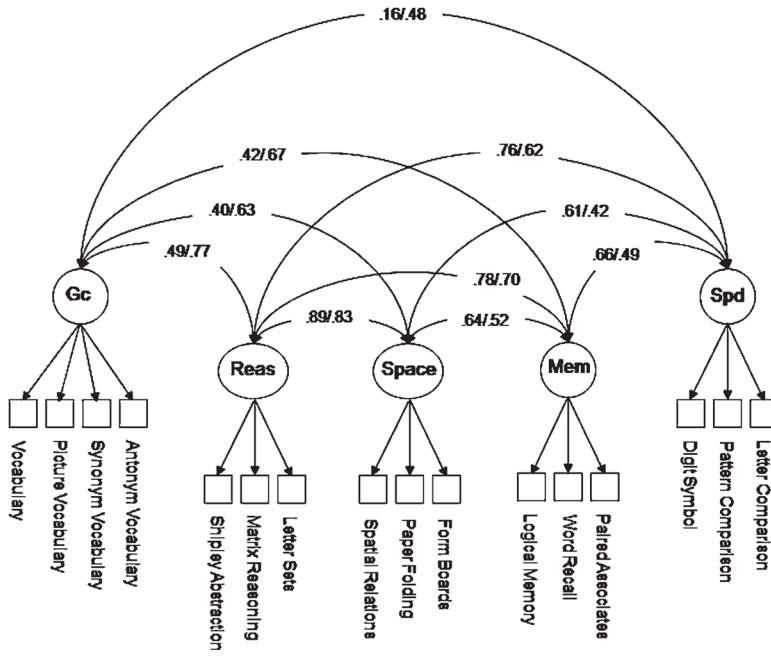 .16/.48
.42/.67
.76/.62
.40/.63
.61/.42
.49/.77
.66/.49
.78/.70
Gc
Spd
.89/.83
.64/.52
Reas
Space
Mem
Vocabulary
Picture Vocabulary
Synonym Vocabulary
Antonym Vocabulary
Shipley Abstraction
Matrix Reasoning
Letter Sets
Spatial Relations
Paper Folding
Form Boards
Logical Memory
Word Recall
Paired Associates
Digit Symbol
Pattern Comparison
Letter Comparison